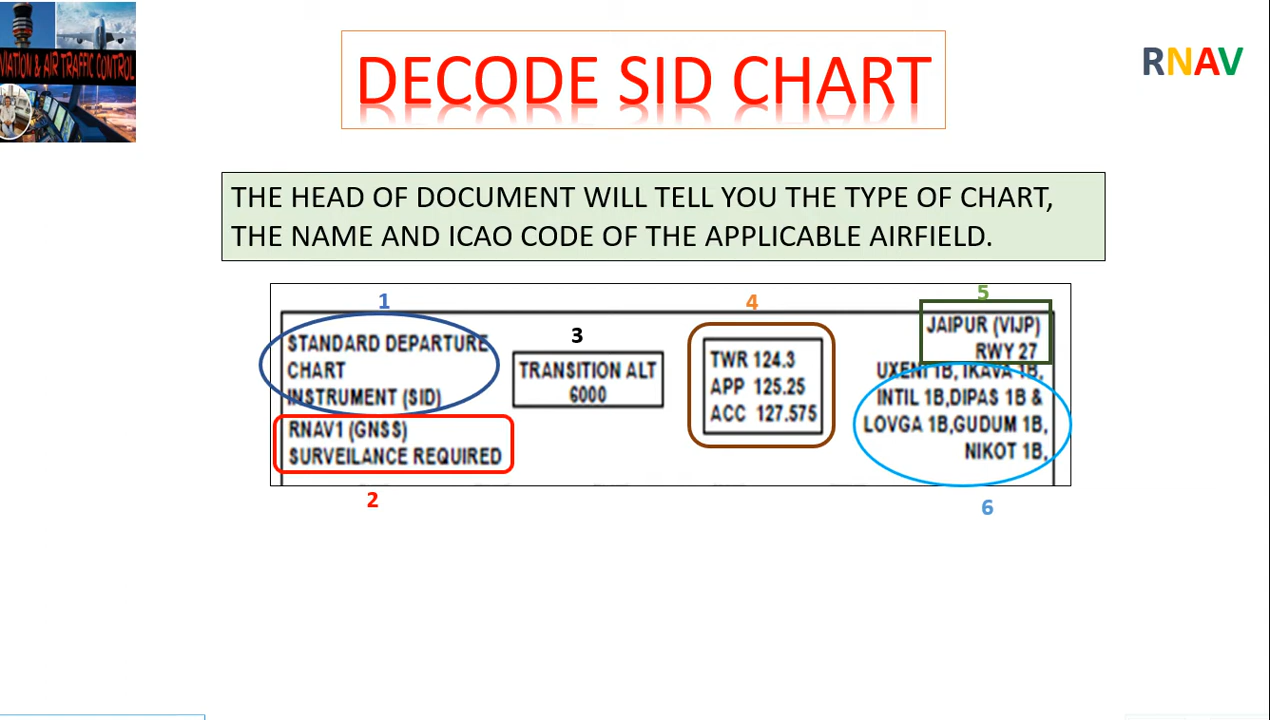 VIATION & AIR TRAFFIC CONTROL
DECODE SID CHART
RNAV
THE HEAD OF DOCUMENT WILL TELL YOU THE TYPE OF CHART,
THE NAME AND ICAO CODE OF THE APPLICABLE AIRFIELD.
1
STANDARD DEPARTURE
CHART
INSTRUMENT (SID)
RNAV1 (GNSS)
SURVEILANCE REQUIRED
2
3
TRANSITION ALT
6000
4
TWR 124.3
APP 125.25
ACC 127.575
5
JAIPUR (VIJP)
RWY 27
UXENI 1B, IKAVA 1B,
INTIL 1B,DIPAS 1B &
LOVGA 1B,GUDUM 1B,
NIKOT 1B,
6